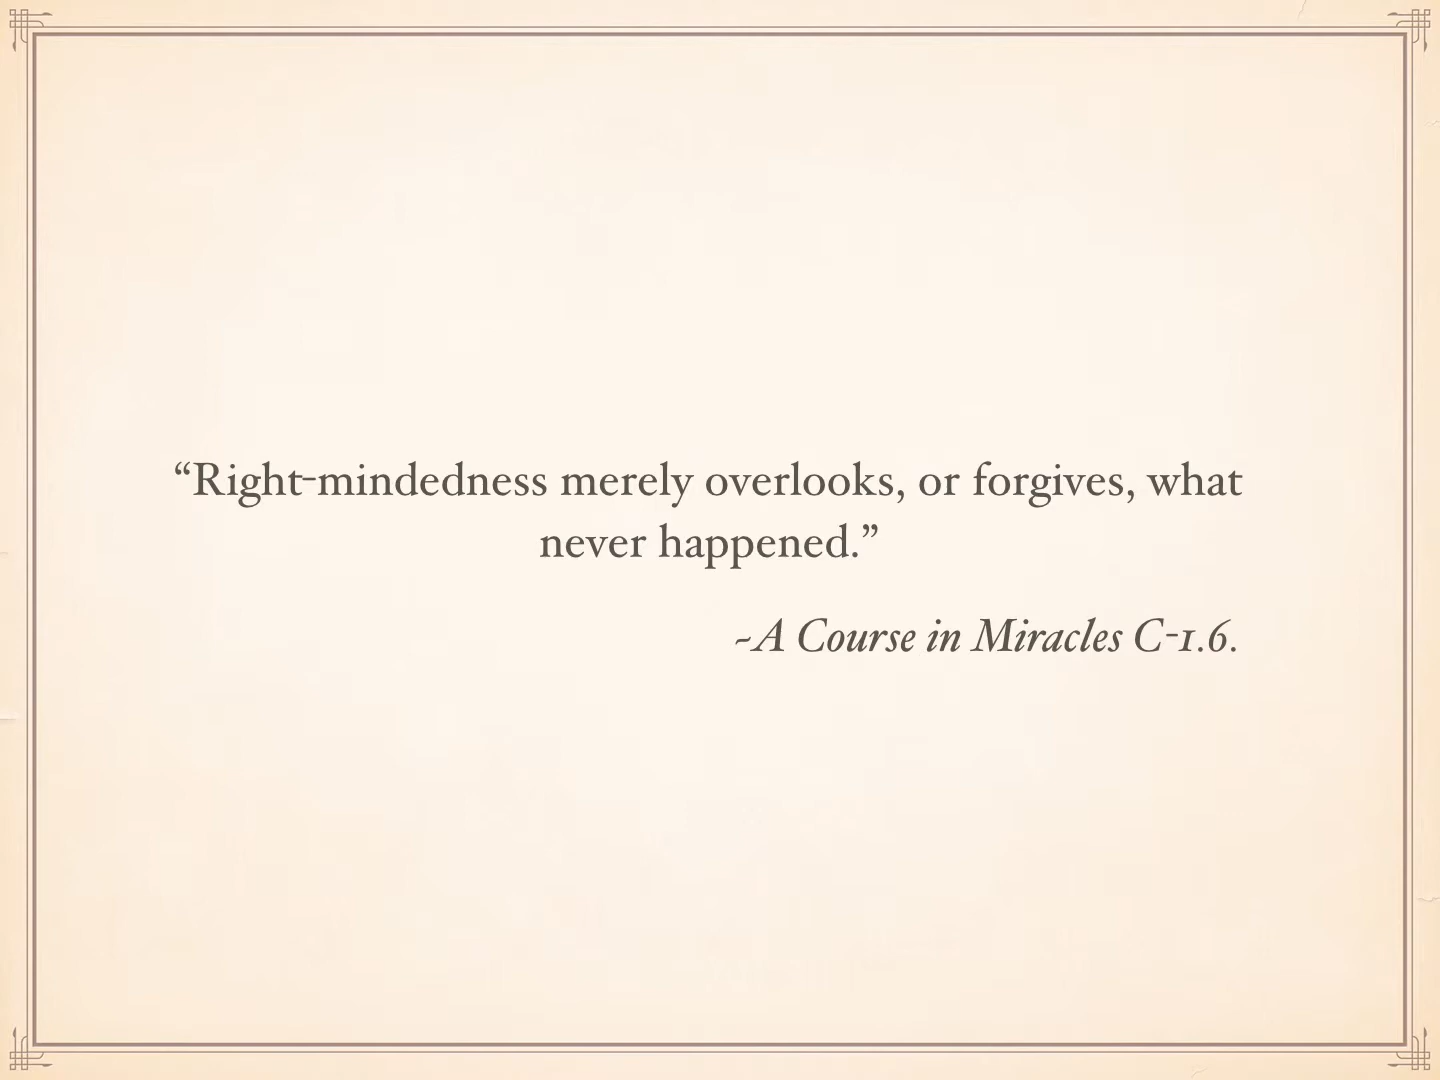 “Right-mindedness merely overlooks, or forgives, what
never happened.”
~A Course in Miracles C-1.6.